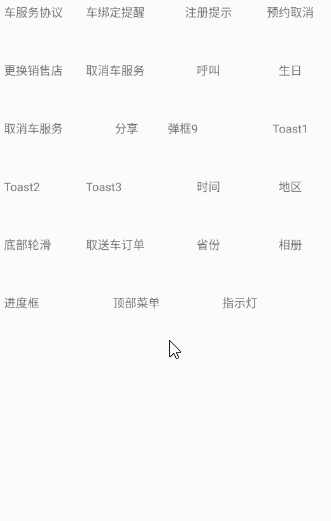 车服务协议 车绑定提醒 注册提示 预约取消
更换销售店 取消车服务 呼叫 生日
取消车服务 分享 弹框9 Toast1
Toast2 Toast3 时间 地区
底部轮滑 取送车订单 省份 相册
进度框 顶部菜单 指示灯